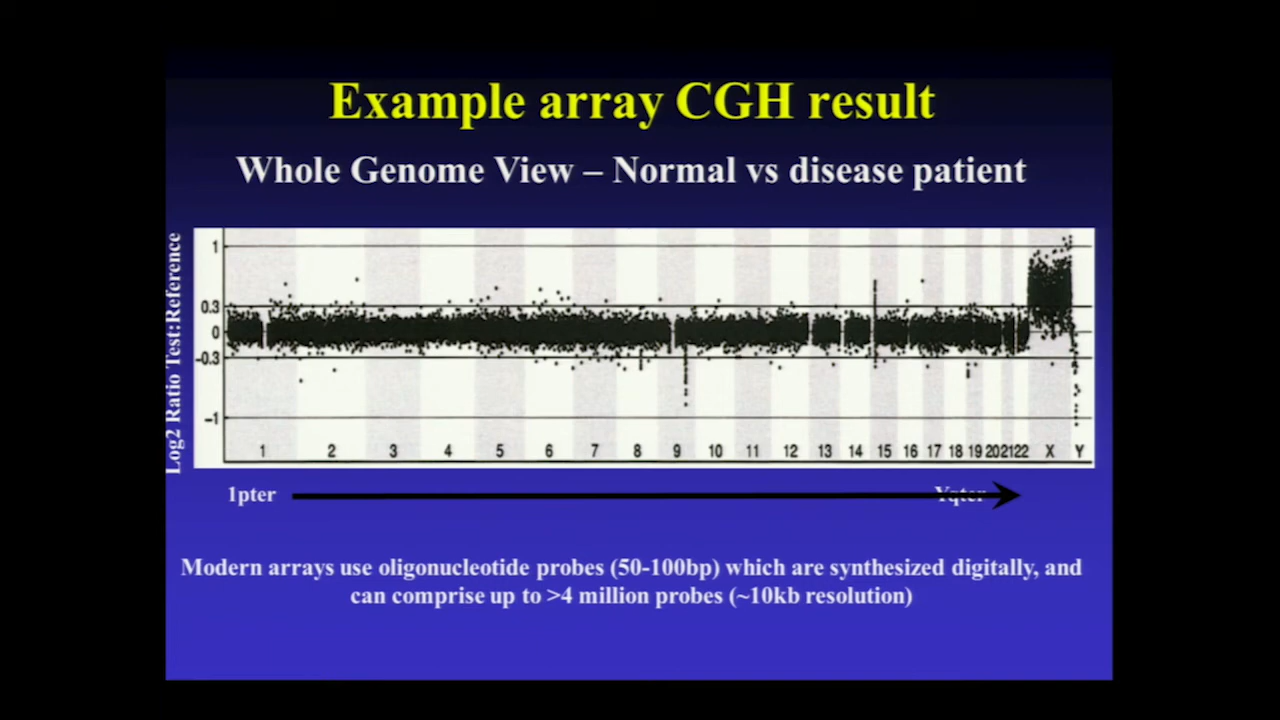 Example array CGH result
Whole Genome View – Normal vs disease patient
Log2 Ratio Test:Reference
1
0.3
0
-0.3
-1
1 2 3 4 5 6 7 8 9 10 11 12 13 14 15 16 17 18 19 20 21 22 X Y
1pter
Yqter
Modern arrays use oligonucleotide probes (50-100bp) which are synthesized digitally, and
can comprise up to >4 million probes (~10kb resolution)